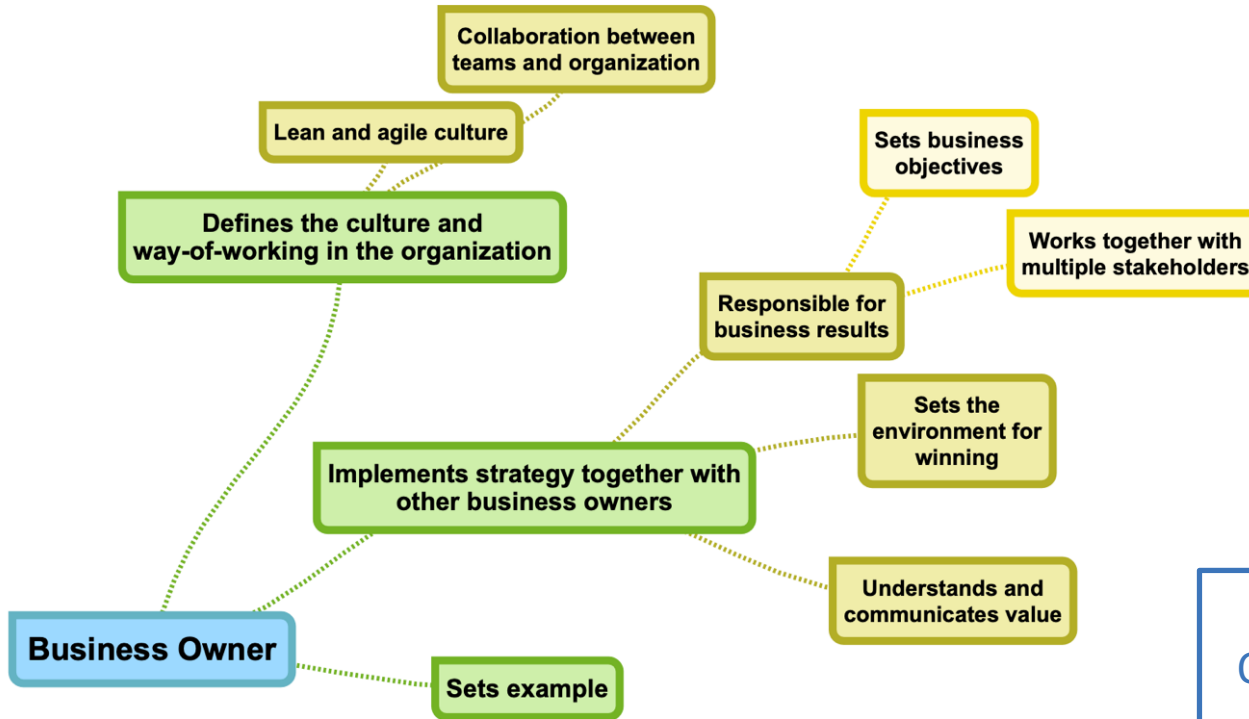 Collaboration between
teams and organization
Lean and agile culture
Defines the culture and
way-of-working in the organization
Sets business
objectives
Works together with
multiple stakeholders
Responsible for
business results
Sets the
environment for
winning
Implements strategy together with
other business owners
Understands and
communicates value
Business Owner
Sets example